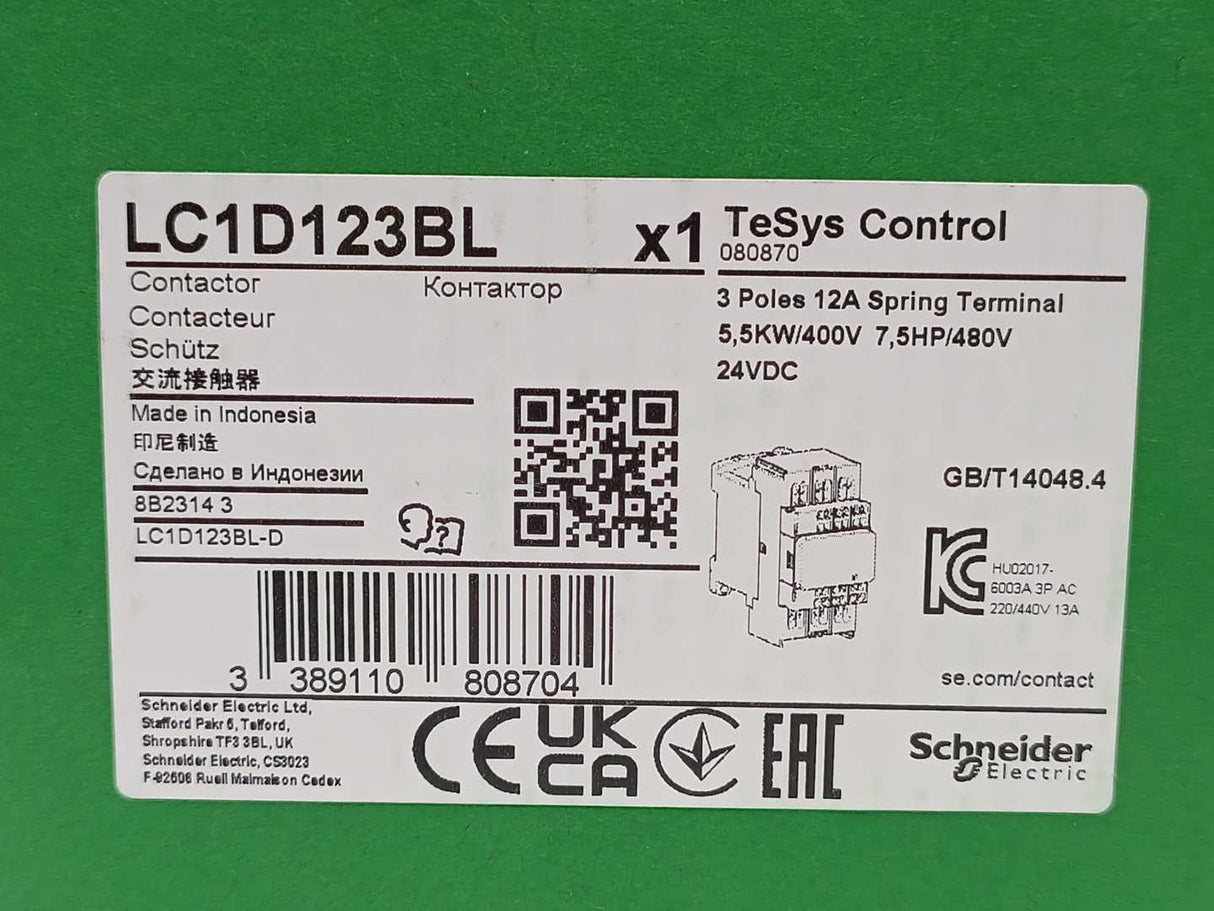 LC1D123BL x1
Contactor Контактор
Contacteur
Schütz
交流接触器
Made in Indonesia
印尼制造
Сделано в Индонезии
8B2314 3
LC1D123BL-D
3 389110 808704
TeSys Control
080870
3 Poles 12A Spring Terminal
5,5KW/400V 7,5HP/480V
24VDC
GB/T14048.4
HU02017-
6003A 3P AC
220/440V 13A
se.com/contact
Schneider Electric Ltd,
Stafford Pakr 5, Telford,
Shropshire TF3 3BL, UK
Schneider Electric, CS3023
F-92506 Ruell Malmaison Cedex
CE UK
CA
EAC
Schneider
Electric